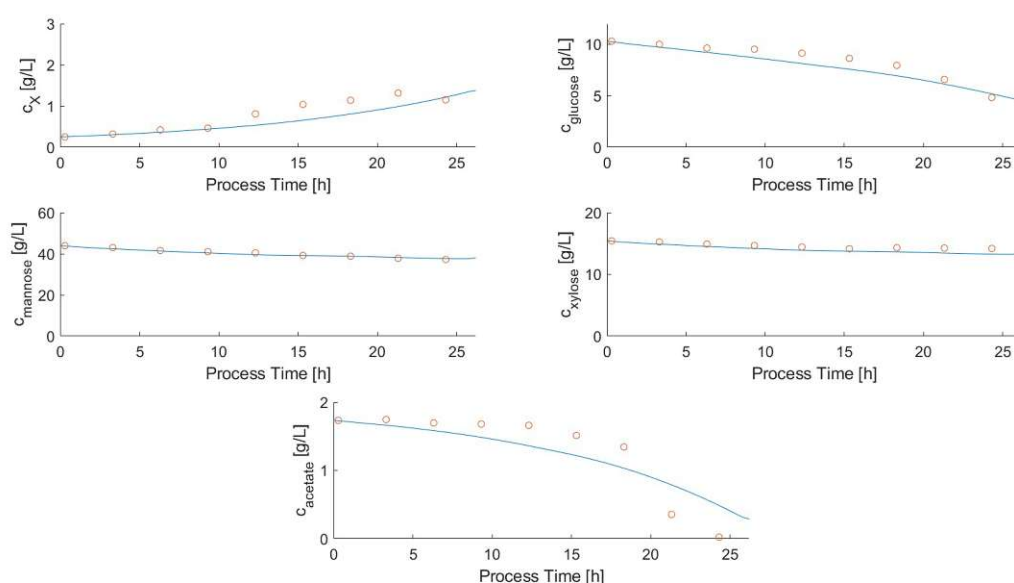 3
2
1
0
c_X [g/L]
0 5 10 15 20 25
Process Time [h]
10
5
0
c_glucose [g/L]
0 5 10 15 20 25
Process Time [h]
60
40
20
0
c_mannose [g/L]
0 5 10 15 20 25
Process Time [h]
20
10
0
c_xylose [g/L]
0 5 10 15 20 25
Process Time [h]
2
1
0
c_acetate [g/L]
0 5 10 15 20 25
Process Time [h]